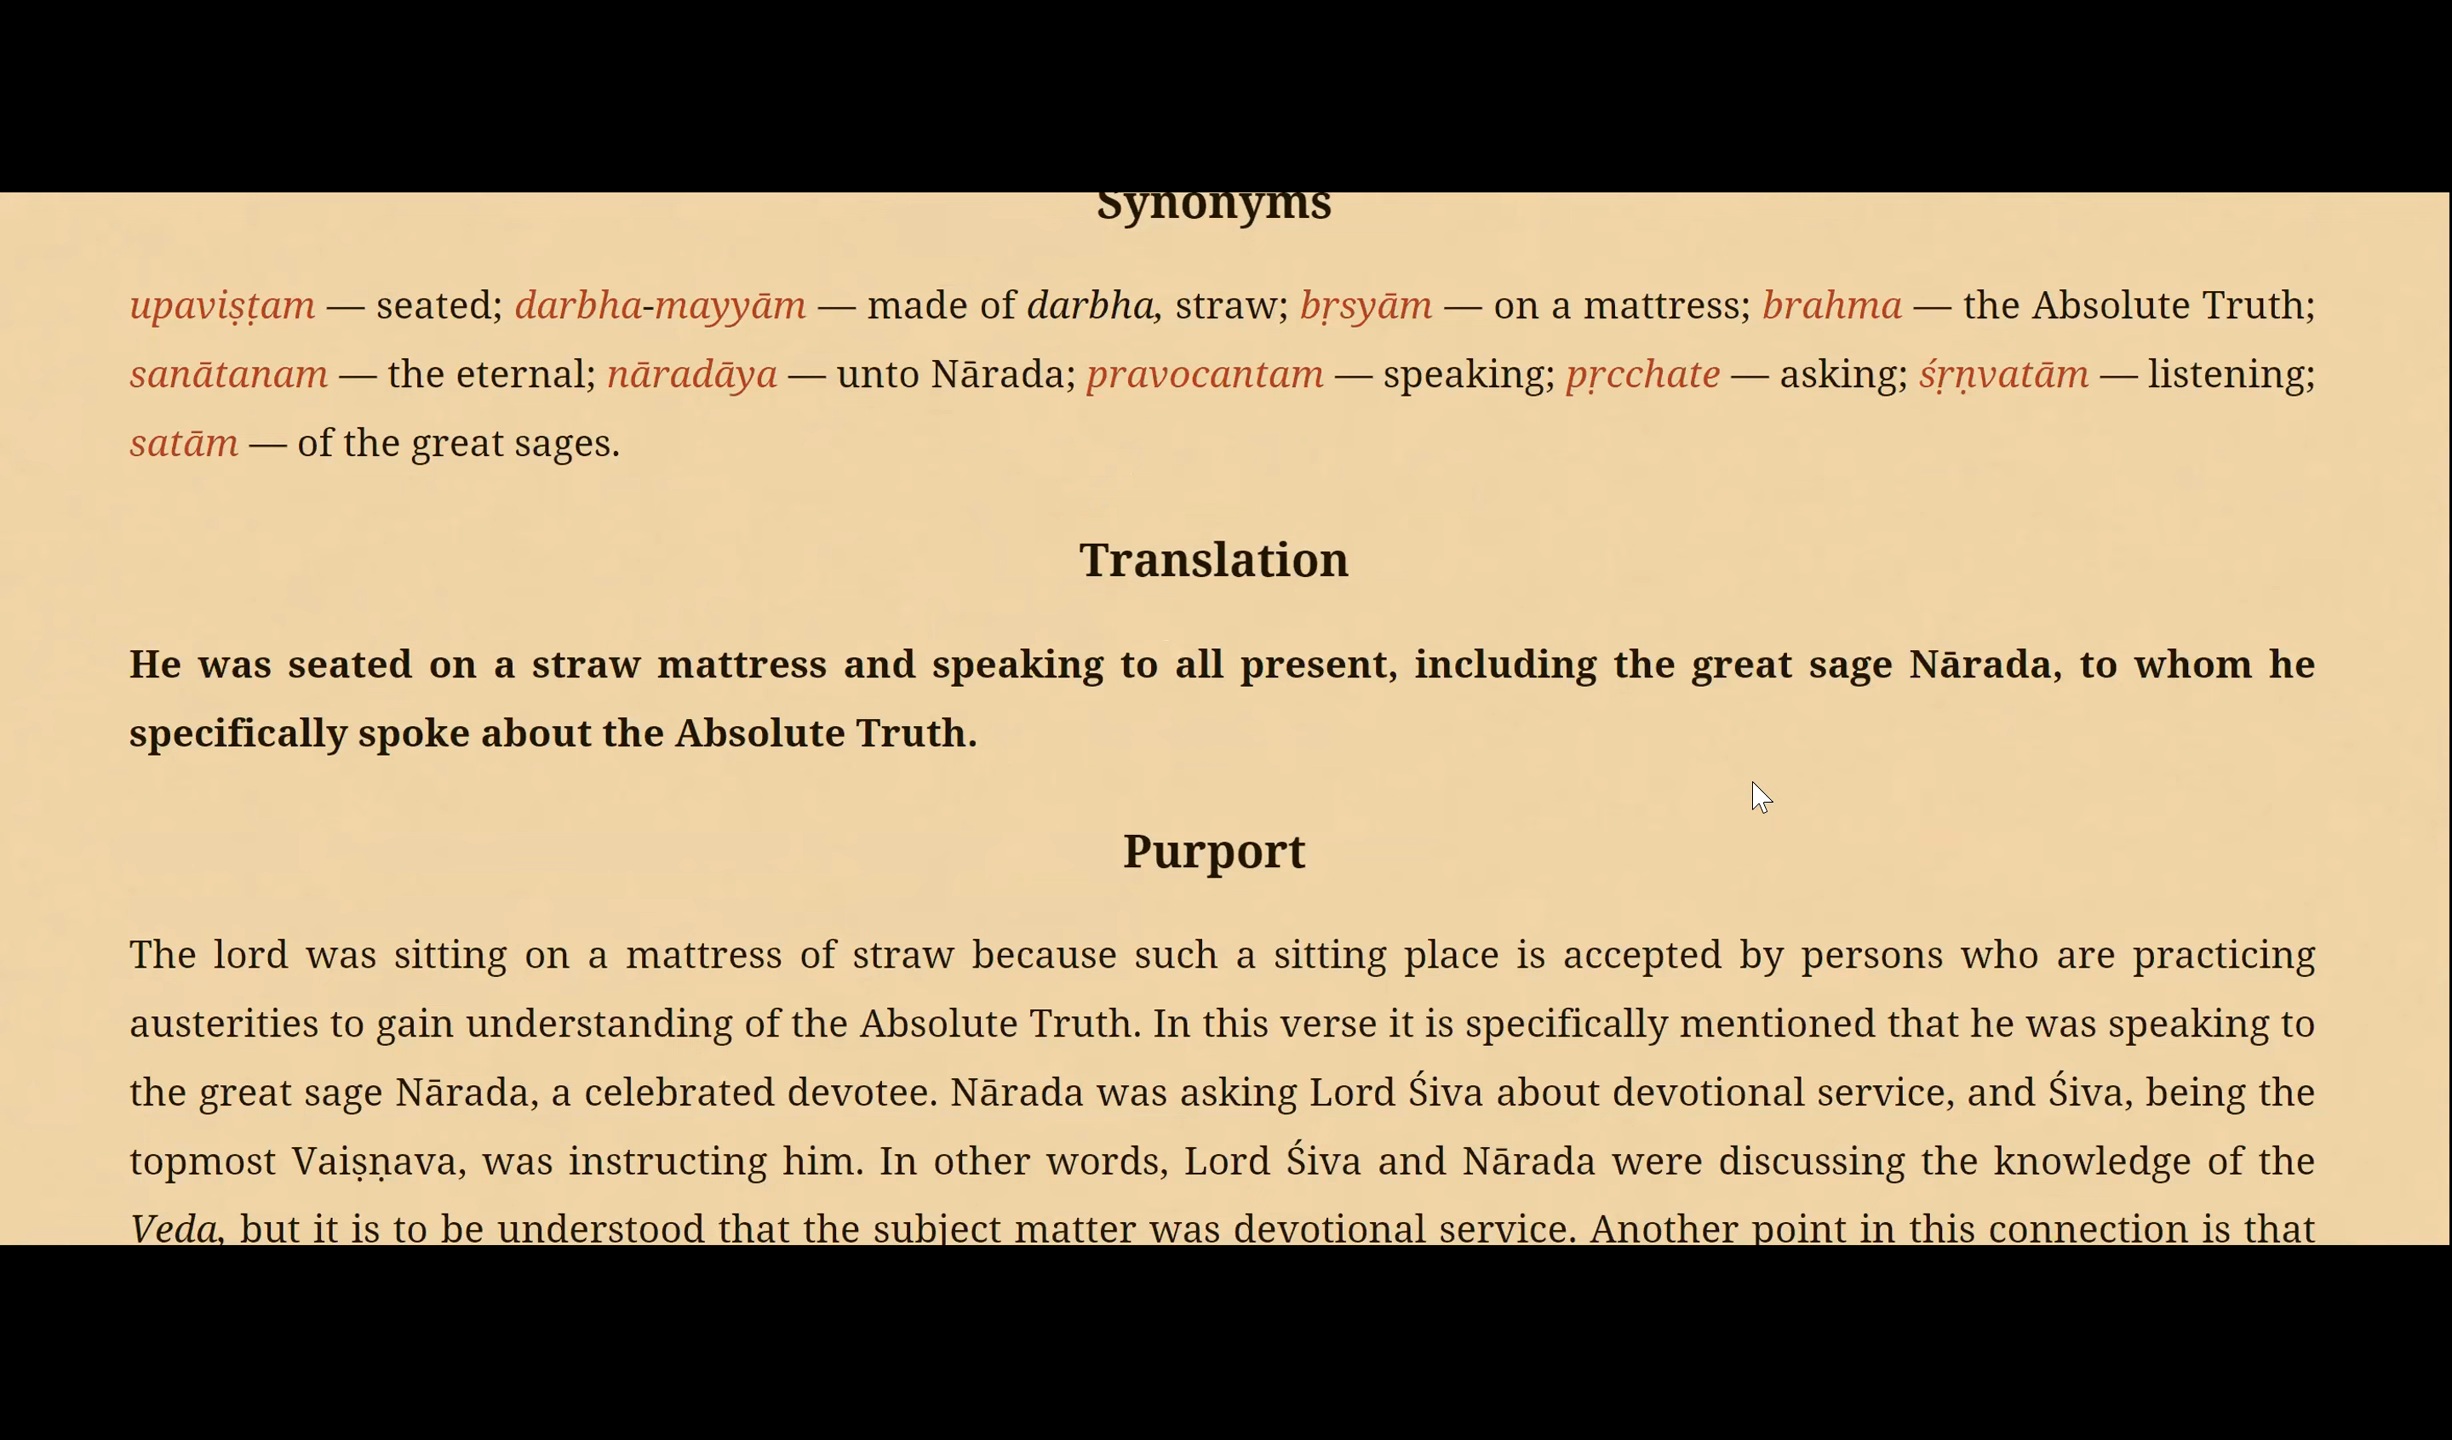 Synonyms
upaviṣṭam — seated; darbha-mayyām — made of darbha, straw; bṛsyām — on a mattress; brahma — the Absolute Truth;
sanātanam — the eternal; nāradāya — unto Nārada; pravocantam — speaking; pṛcchate — asking; śṛṇvatām — listening;
satām — of the great sages.
Translation
He was seated on a straw mattress and speaking to all present, including the great sage Nārada, to whom he
specifically spoke about the Absolute Truth.
Purport
The lord was sitting on a mattress of straw because such a sitting place is accepted by persons who are practicing
austerities to gain understanding of the Absolute Truth. In this verse it is specifically mentioned that he was speaking to
the great sage Nārada, a celebrated devotee. Nārada was asking Lord Śiva about devotional service, and Śiva, being the
topmost Vaiṣṇava, was instructing him. In other words, Lord Śiva and Nārada were discussing the knowledge of the
Veda, but it is to be understood that the subject matter was devotional service. Another point in this connection is that